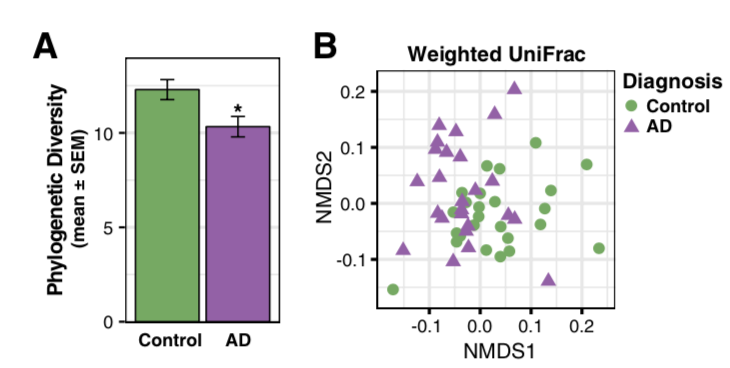 A
Phylogenetic Diversity
(mean ± SEM)
10
5
0
*
Control
AD
B
Weighted UniFrac
NMDS2
0.2
0.1
0.0
-0.1
-0.1
0.0
0.1
0.2
NMDS1
Diagnosis
Control
AD